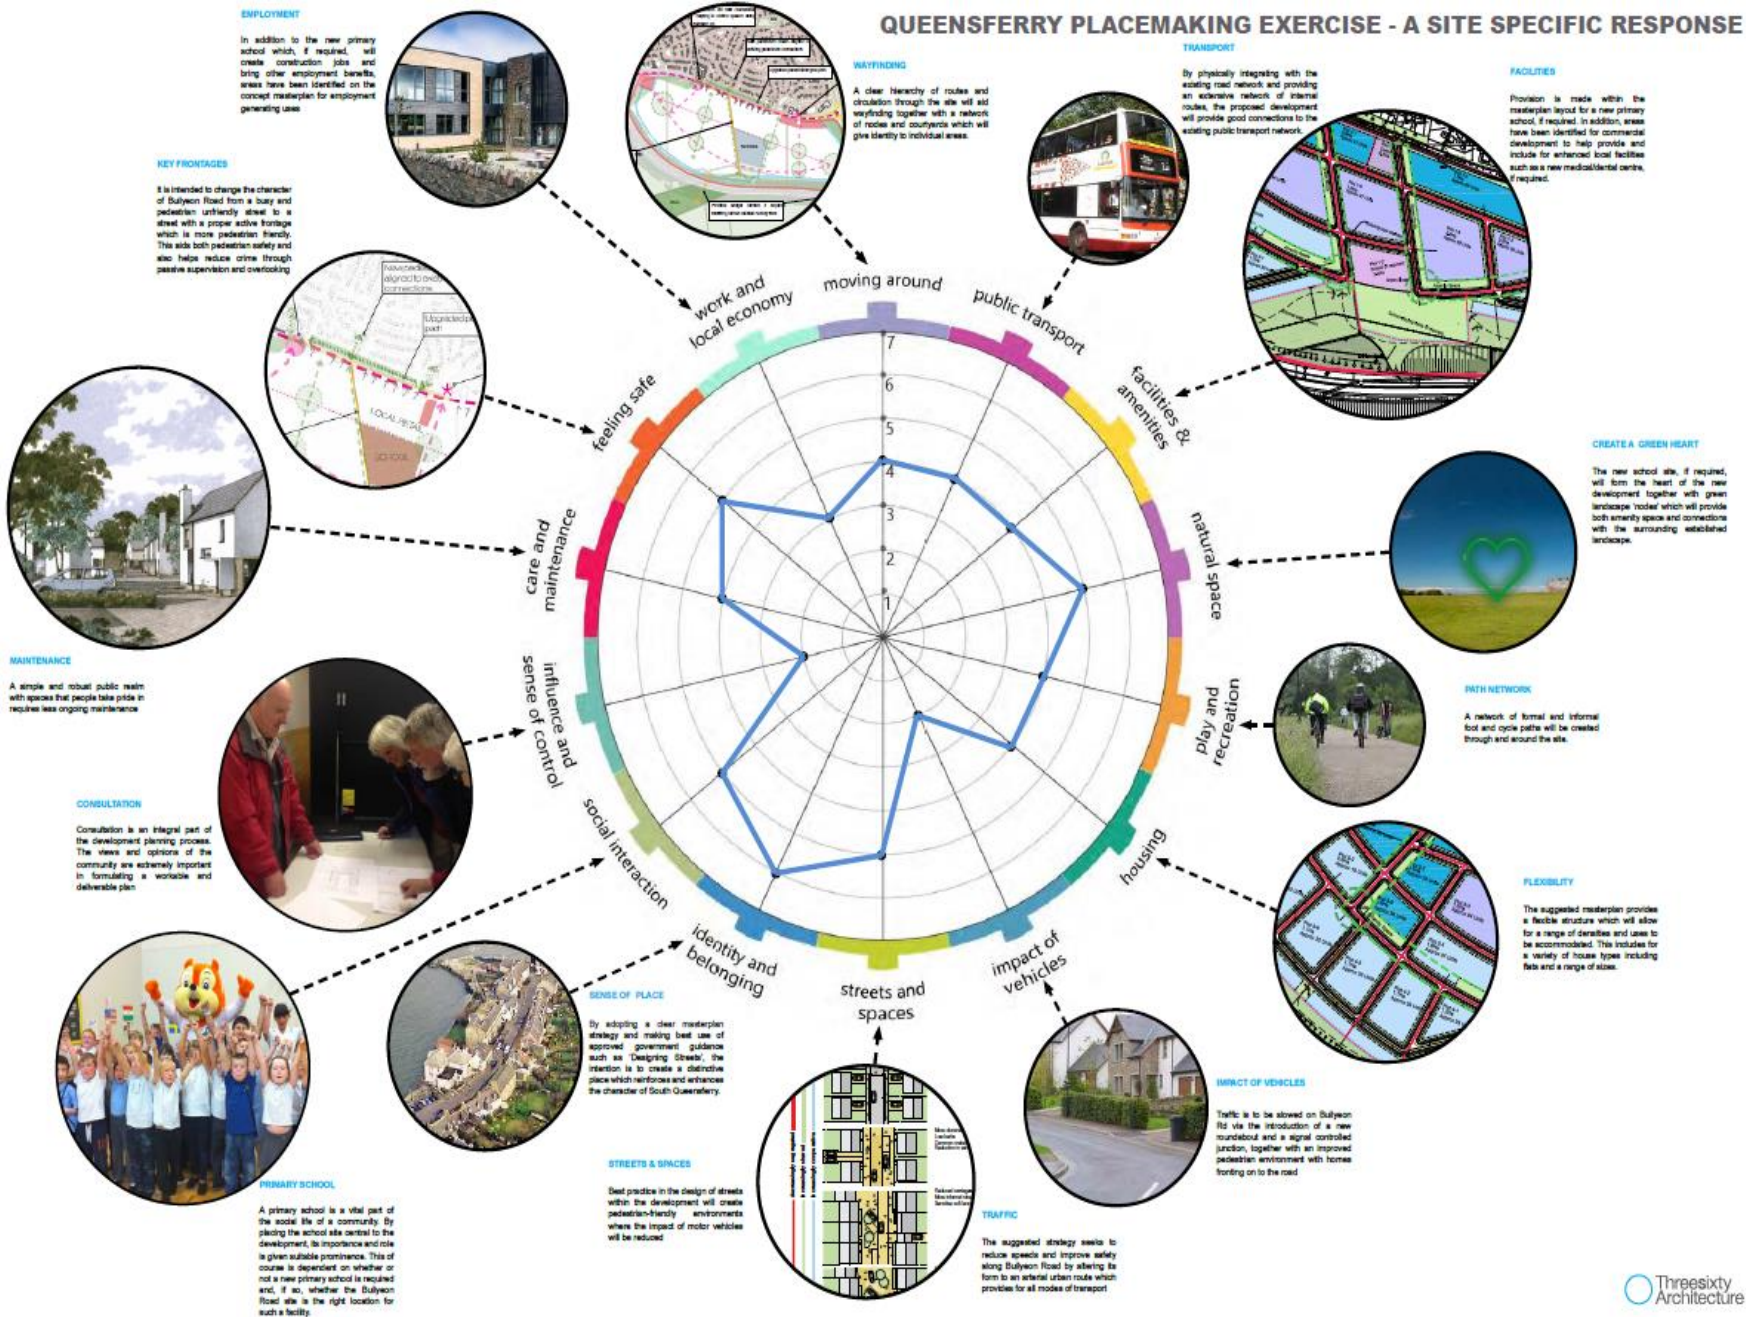 QUEENSFERRY PLACEMAKING EXERCISE - A SITE SPECIFIC RESPONSE
EMPLOYMENT
In addition to the new primary
school which, if required, will
create construction jobs and
bring other employment benefits,
areas have been identified on the
concept masterplan for employment
generating uses
WAYFINDING
A clear hierarchy of routes and
circulation through the site will aid
wayfinding together with a network
of nodes and courtyards which will
give identity to individual areas.
TRANSPORT
By physically integrating with the
existing road network and providing
an extensive network of internal
routes, the proposed development
will provide good connections to the
existing public transport network.
FACILITIES
Provision is made within the
masterplan layout for a new primary
school, if required. In addition, areas
have been identified for commercial
development to help provide and
include for enhanced local facilities
such as a new medical/dental centre,
if required.
KEY FRONTAGES
It is intended to change the character
of Builyeon Road from a busy and
pedestrian unfriendly street to a
street with a proper active frontage
which is more pedestrian friendly.
This aids both pedestrian safety and
also helps reduce crime through
passive supervision and overlooking
aligned to
connections
Upgraded
path
LOCAL RETAIL
SCHOOL
work and
local economy
moving around
public transport
facilities &
amenities
natural space
play and
recreation
housing
impact of
vehicles
streets and
spaces
identity and
belonging
social interaction
influence and
sense of control
care and
maintenance
feeling safe
7
6
5
4
3
2
1
CREATE A GREEN HEART
The new school site, if required,
will form the heart of the new
development together with green
landscape 'nodes' which will provide
both amenity space and connections
with the surrounding established
landscape.
PATH NETWORK
A network of formal and informal
foot and cycle paths will be created
through and around the site.
FLEXIBILITY
The suggested masterplan provides
a flexible structure which will allow
for a range of densities and uses to
be accommodated. This includes for
a variety of house types including
flats and a range of sizes.
MAINTENANCE
A simple and robust public realm
with spaces that people take pride in
requires less ongoing maintenance
CONSULTATION
Consultation is an integral part of
the development planning process.
The views and opinions of the
community are extremely important
in formulating a workable and
deliverable plan
SENSE OF PLACE
By adopting a clear masterplan
strategy and making best use of
approved government guidance
such as 'Designing Streets', the
intention is to create a distinctive
place which reinforces and enhances
the character of South Queensferry.
IMPACT OF VEHICLES
Traffic is to be slowed on Builyeon
Rd via the introduction of a new
roundabout and a signal controlled
junction, together with an improved
pedestrian environment with homes
fronting on to the road
STREETS & SPACES
Best practice in the design of streets
within the development will create
pedestrian-friendly environments
where the impact of motor vehicles
will be reduced
PRIMARY SCHOOL
A primary school is a vital part of
the social life of a community. By
placing the school site central to the
development, its importance and role
is given suitable prominence. This of
course is dependent on whether or
not a new primary school is required
and, if so, whether the Builyeon
Road site is the right location for
such a facility.
TRAFFIC
The suggested strategy seeks to
reduce speeds and improve safety
along Builyeon Road by altering its
form to an arterial urban route which
provides for all modes of transport
Threesixty
Architecture